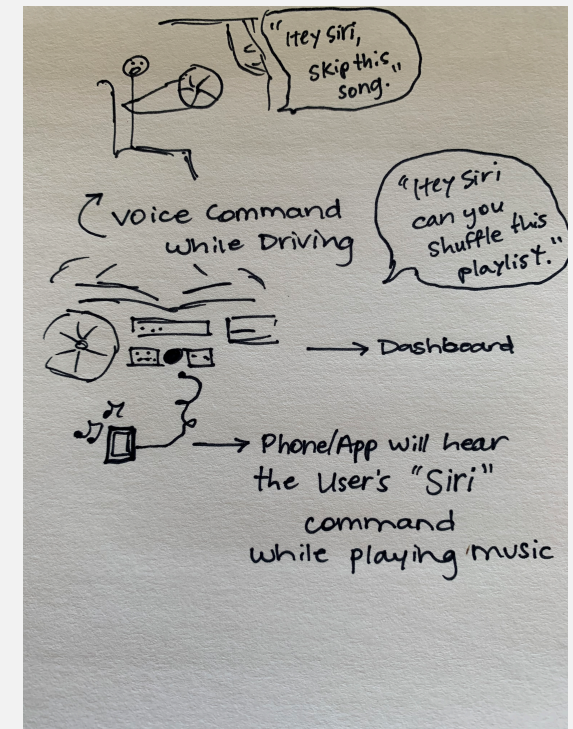 "Hey Siri,
skip this
song."
voice Command
while Driving
"Hey Siri
can you
shuffle this
playlist."
Dashboard
Phone/App will hear
the User's "Siri"
command
while playing music